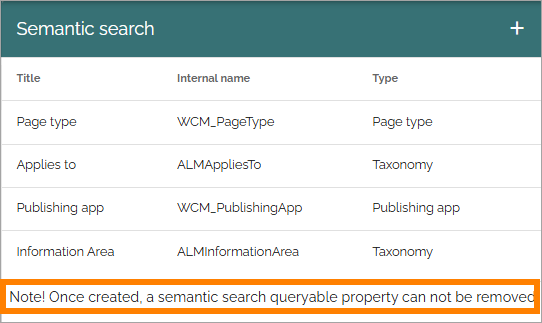 Semantic search +
Title Internal name Type
Page type WCM_PageType Page type
Applies to ALMAppliesTo Taxonomy
Publishing app WCM_PublishingApp Publishing app
Information Area ALMInformationArea Taxonomy
Note! Once created, a semantic search queryable property can not be removed